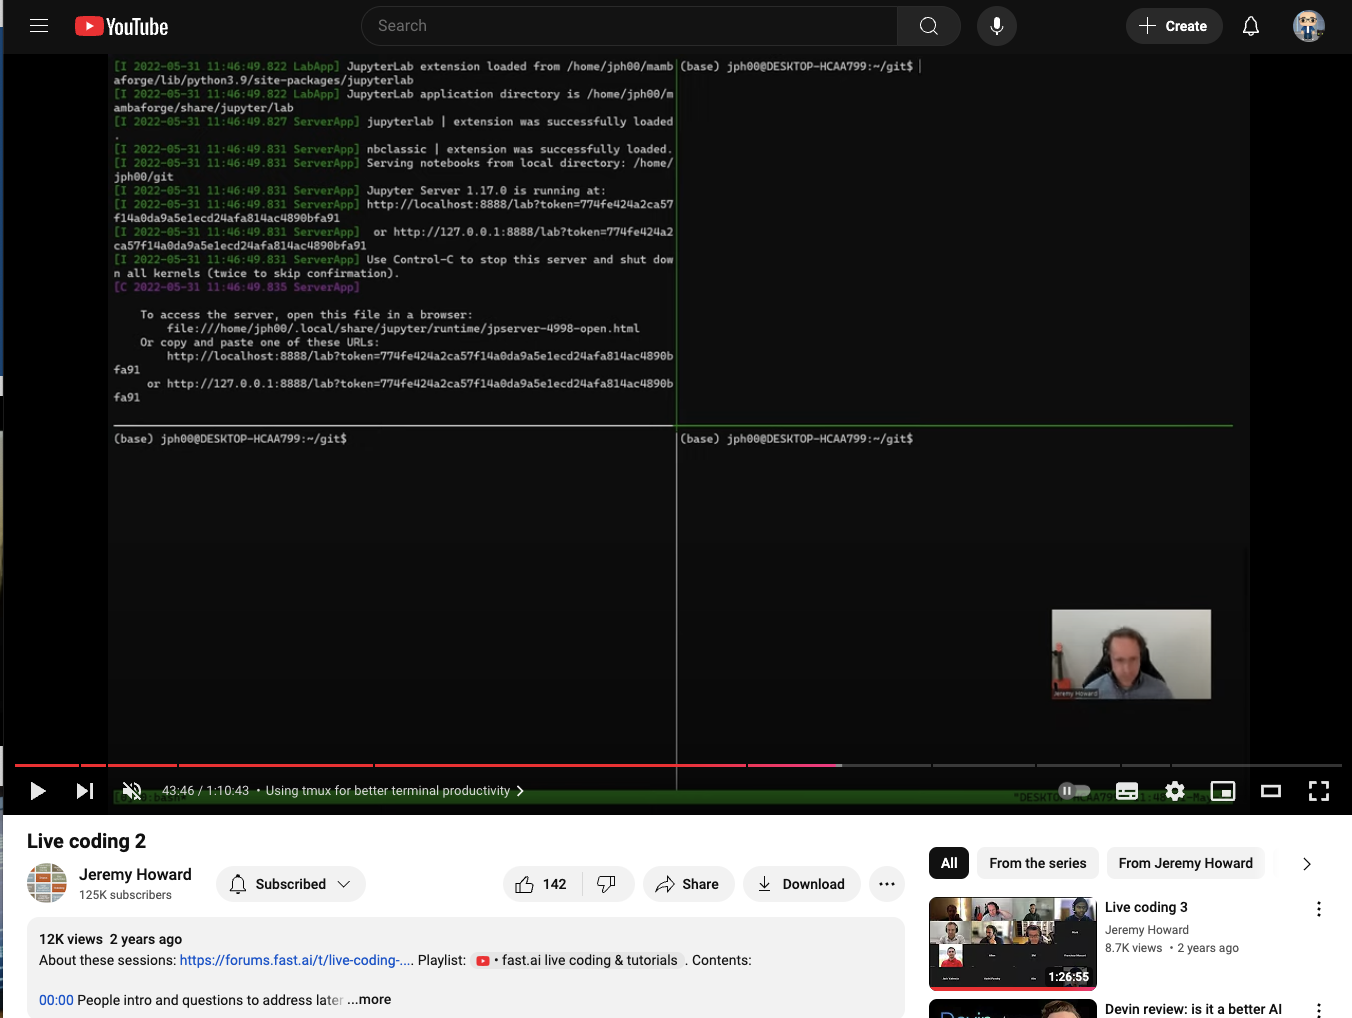 YouTube
Search
Create
[I 2022-05-31 11:46:49.822 LabApp] JupyterLab extension loaded from /home/jph00/mamb
aforge/lib/python3.9/site-packages/jupyterlab
[I 2022-05-31 11:46:49.822 LabApp] JupyterLab application directory is /home/jph00/m
ambaforge/share/jupyter/lab
[I 2022-05-31 11:46:49.827 ServerApp] jupyterlab | extension was successfully loaded
.
[I 2022-05-31 11:46:49.831 ServerApp] nbclassic | extension was successfully loaded.
[I 2022-05-31 11:46:49.831 ServerApp] Serving notebooks from local directory: /home/
jph00/git
[I 2022-05-31 11:46:49.831 ServerApp] Jupyter Server 1.17.0 is running at:
[I 2022-05-31 11:46:49.831 ServerApp] http://localhost:8888/lab?token=774fe424a2ca57
f14a0da9a5e1ecd24afa814ac4890bfa91
[I 2022-05-31 11:46:49.831 ServerApp]  or http://127.0.0.1:8888/lab?token=774fe424a2
ca57f14a0da9a5e1ecd24afa814ac4890bfa91
[I 2022-05-31 11:46:49.831 ServerApp] Use Control-C to stop this server and shut dow
n all kernels (twice to skip confirmation).
[C 2022-05-31 11:46:49.835 ServerApp]
To access the server, open this file in a browser:
file:///home/jph00/.local/share/jupyter/runtime/jpserver-4998-open.html
Or copy and paste one of these URLs:
http://localhost:8888/lab?token=774fe424a2ca57f14a0da9a5e1ecd24afa814ac4890b
fa91
or http://127.0.0.1:8888/lab?token=774fe424a2ca57f14a0da9a5e1ecd24afa814ac4890b
fa91
(base) jph00@DESKTOP-HCAA799:~/git$
(base) jph00@DESKTOP-HCAA799:~/git$
(base) jph00@DESKTOP-HCAA799:~/git$
Jeremy Howard
43:46 / 1:10:43 • Using tmux for better terminal productivity
Live coding 2
Jeremy Howard
125K subscribers
Subscribed
142
Share
Download
12K views 2 years ago
About these sessions: https://forums.fast.ai/t/live-coding-.... Playlist: • fast.ai live coding & tutorials . Contents:
00:00 People intro and questions to address later ...more
All
From the series
From Jeremy Howard
Live coding 3
Jeremy Howard
8.7K views • 2 years ago
1:26:55
Devin review: is it a better AI